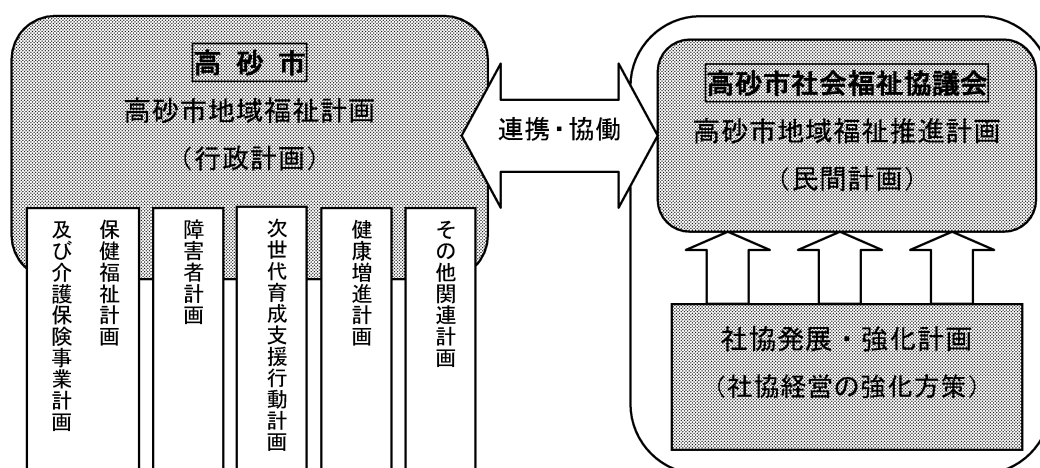 高砂市
高砂市地域福祉計画
（行政計画）
保健福祉計画
及び介護保険事業計画
障害者計画
次世代育成支援行動計画
健康増進計画
その他関連計画
連携・協働
高砂市社会福祉協議会
高砂市地域福祉推進計画
（民間計画）
社協発展・強化計画
（社協経営の強化方策）